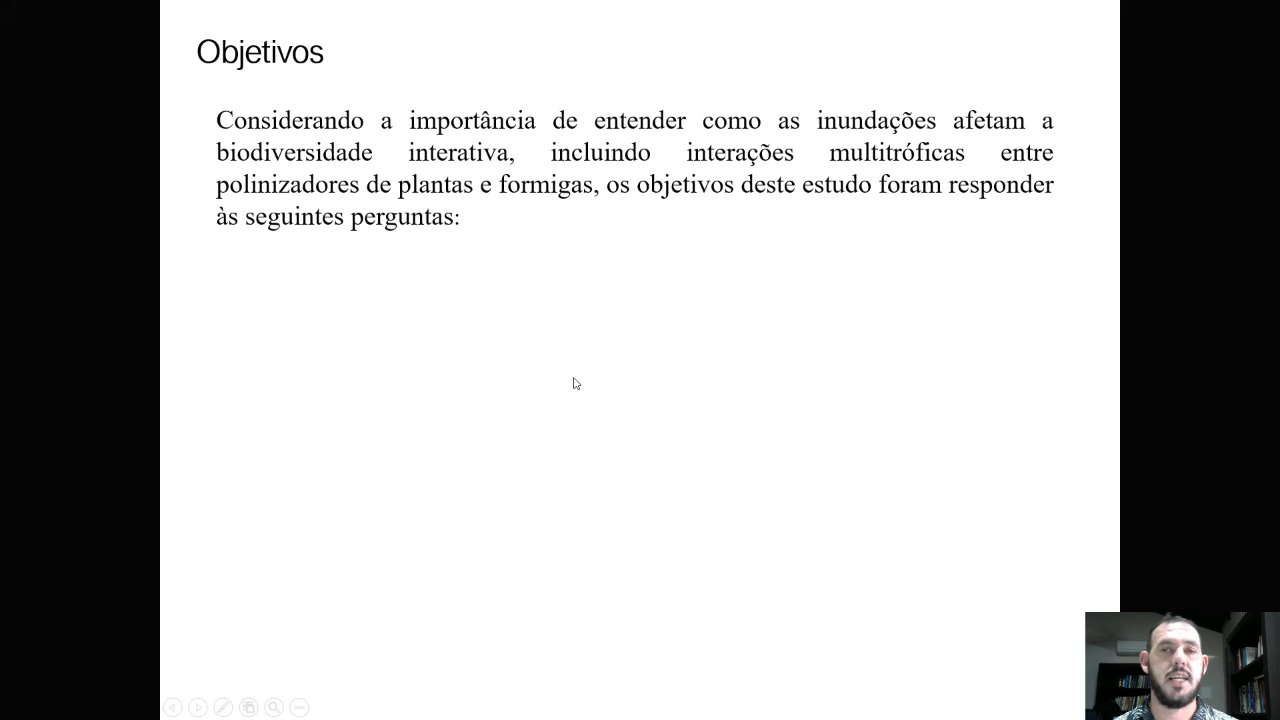 Objetivos
Considerando a importância de entender como as inundações afetam a
biodiversidade interativa, incluindo interações multitróficas entre
polinizadores de plantas e formigas, os objetivos deste estudo foram responder
às seguintes perguntas: